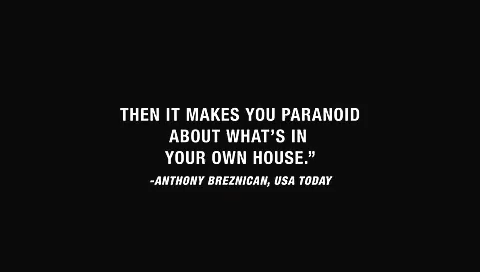 THEN IT MAKES YOU PARANOID
ABOUT WHAT'S IN
YOUR OWN HOUSE.”
-ANTHONY BREZNICAN, USA TODAY